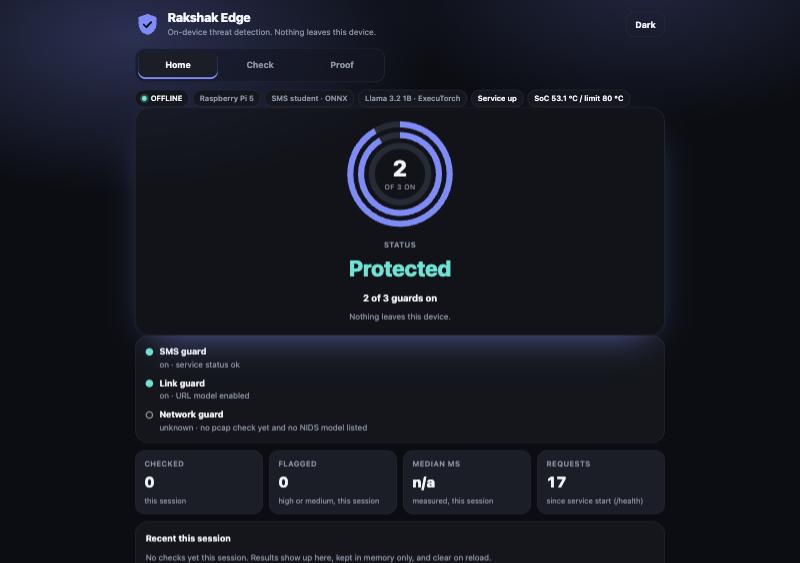 Rakshak Edge
On-device threat detection. Nothing leaves this device.
Dark
Home
Check
Proof
OFFLINE
Raspberry Pi 5
SMS student · ONNX
Llama 3.2 1B · ExecuTorch
Service up
SoC 53.1 °C / limit 80 °C
2
OF 3 ON
STATUS
Protected
2 of 3 guards on
Nothing leaves this device.
SMS guard
on · service status ok
Link guard
on · URL model enabled
Network guard
unknown · no pcap check yet and no NIDS model listed
CHECKED
0
this session
FLAGGED
0
high or medium, this session
MEDIAN MS
n/a
measured, this session
REQUESTS
17
since service start (/health)
Recent this session
No checks yet this session. Results show up here, kept in memory only, and clear on reload.